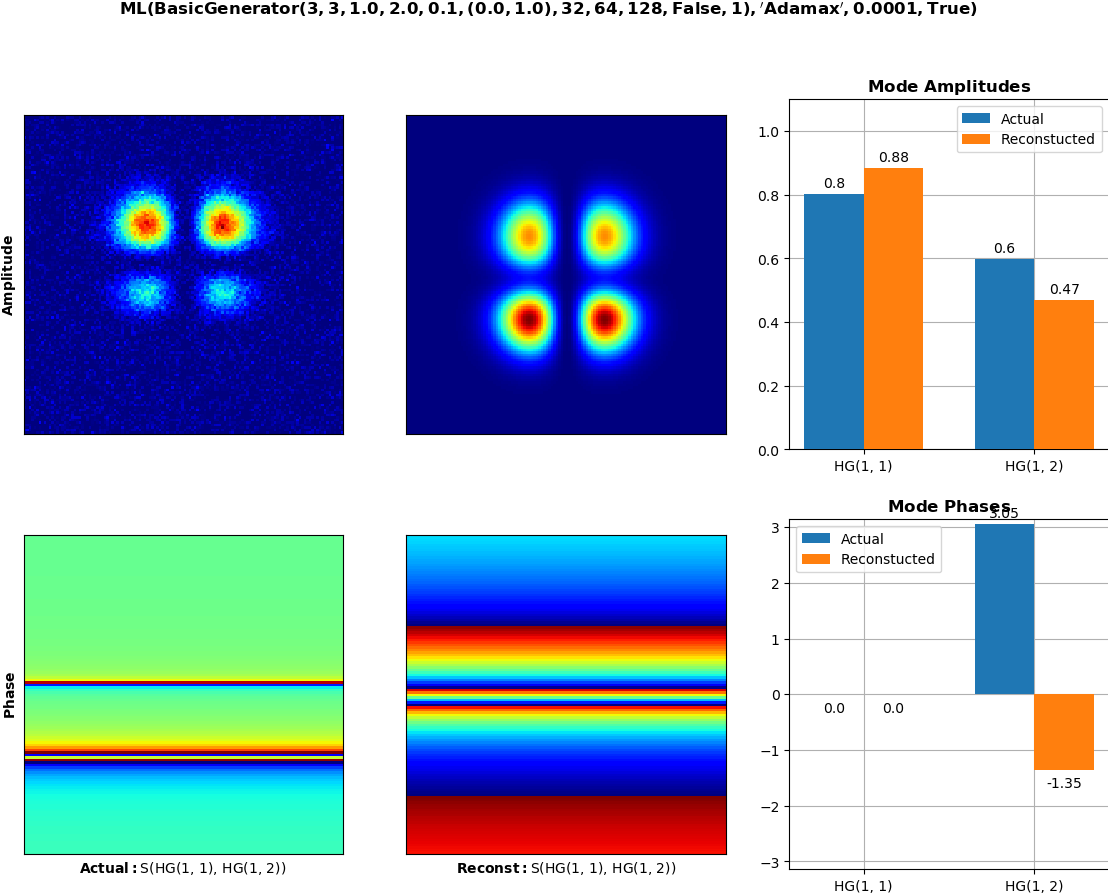 ML(BasicGenerator(3, 3, 1.0, 2.0, 0.1, (0.0, 1.0), 32, 64, 128, False, 1), ′Adamax′, 0.0001, True)
Amplitude
Mode Amplitudes
Actual
Reconstucted
1.0
0.8
0.6
0.4
0.2
0.0
0.8
0.88
0.6
0.47
HG(1, 1)
HG(1, 2)
Phase
Actual: S(HG(1, 1), HG(1, 2))
Reconst: S(HG(1, 1), HG(1, 2))
Mode Phases
Actual
Reconstucted
3
2
1
0
−1
−2
−3
0.0
0.0
3.05
-1.35
HG(1, 1)
HG(1, 2)